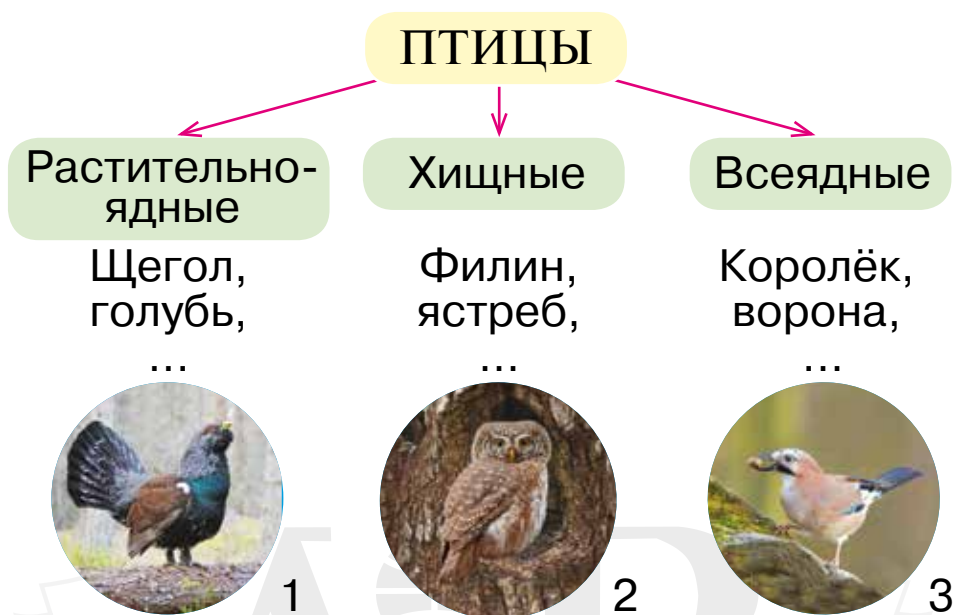 ПТИЦЫ
Растительно-
ядные
Щегол,
голубь,
...
1
Хищные
Филин,
ястреб,
...
2
Всеядные
Королёк,
ворона,
...
3